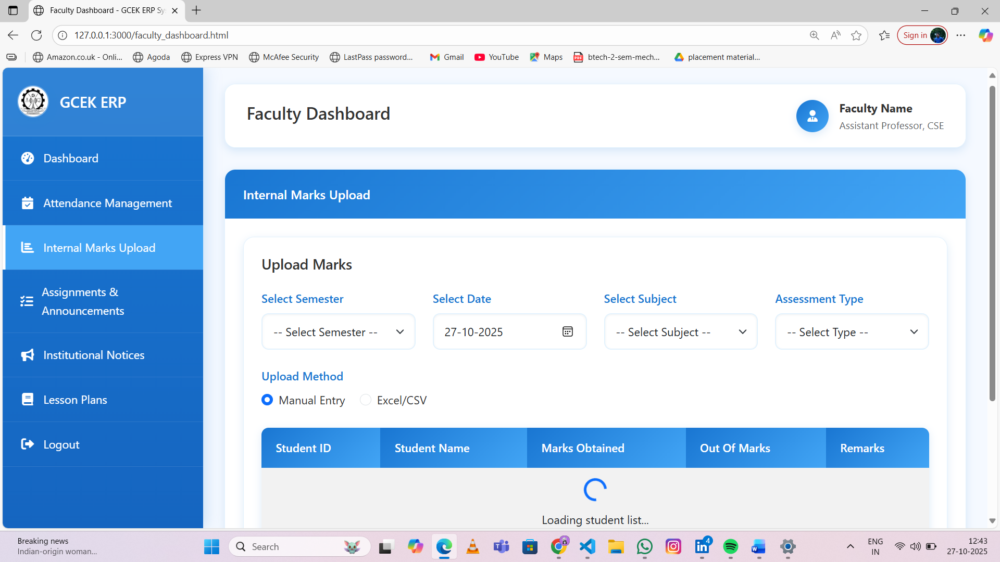 Faculty Dashboard - GCEK ERP Sy
127.0.0.1:3000/faculty_dashboard.html
Sign in
Amazon.co.uk - Onli...
Agoda
Express VPN
McAfee Security
LastPass password...
Gmail
YouTube
Maps
PDF
btech-2-sem-mech...
placement material...
GCEK ERP
Dashboard
Attendance Management
Internal Marks Upload
Assignments &
Announcements
Institutional Notices
Lesson Plans
Logout
Faculty Dashboard
Faculty Name
Assistant Professor, CSE
Internal Marks Upload
Upload Marks
Select Semester
Select Date
Select Subject
Assessment Type
-- Select Semester --
27-10-2025
-- Select Subject --
-- Select Type --
Upload Method
Manual Entry
Excel/CSV
Student ID
Student Name
Marks Obtained
Out Of Marks
Remarks
Loading student list...
Breaking news
Indian-origin woman...
Search
4
ENG
IN
12:43
27-10-2025